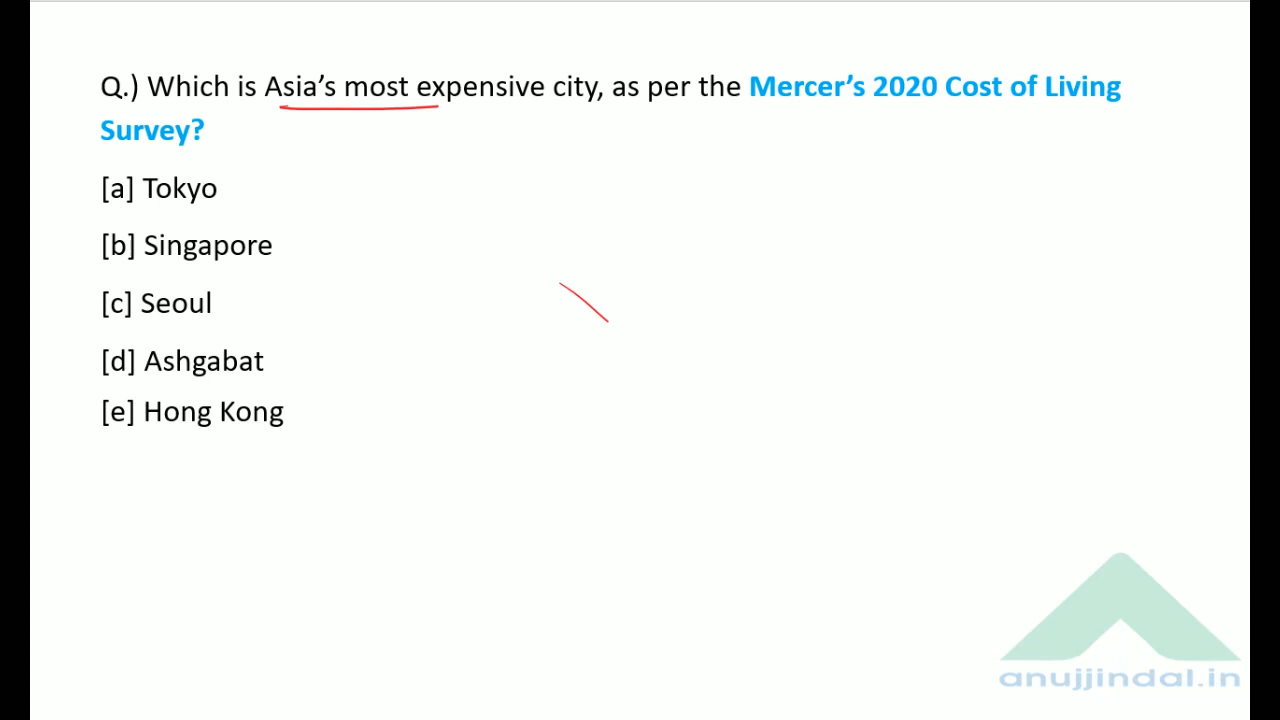 Q.) Which is Asia’s most expensive city, as per the Mercer’s 2020 Cost of Living
Survey?
[a] Tokyo
[b] Singapore
[c] Seoul
[d] Ashgabat
[e] Hong Kong
anujjindal.in